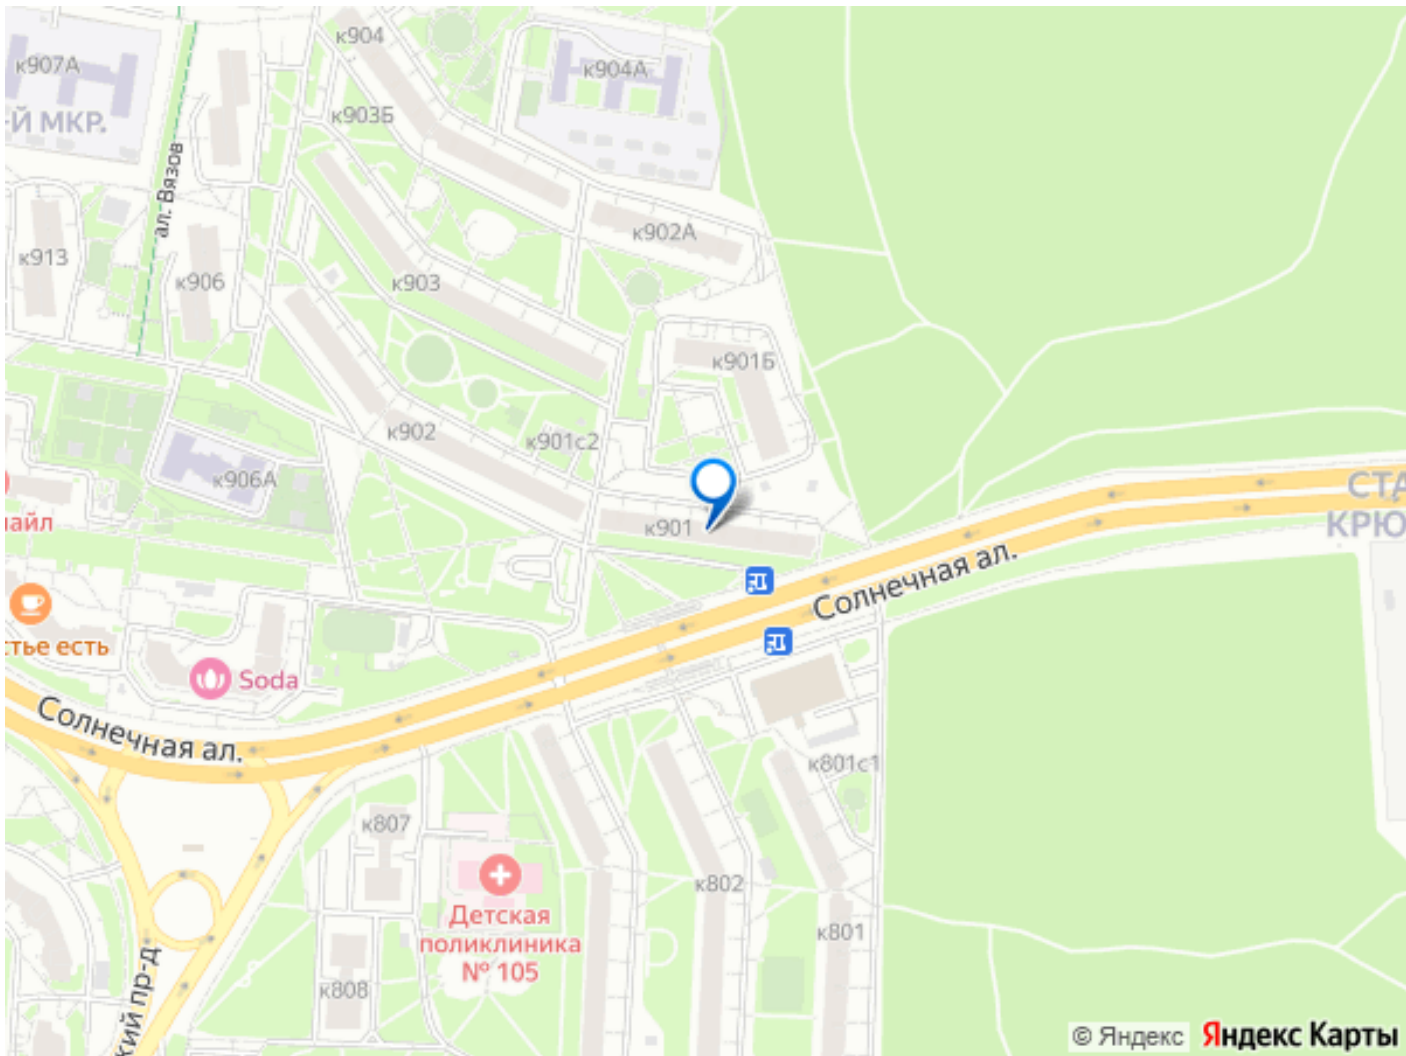 к904
к907А
к904А
-Й МКР.
к903Б
ал. Вязов
к902А
к913
к906
к903
к901Б
к902
к901с2
к906А
СТА
КРЮ
к901
Солнечная ал.
айл
стье есть
Soda
Солнечная ал.
к801с1
к807
к802
Детская
поликлиника
№ 105
к801
к808
кий пр-д
© Яндекс Яндекс Карты